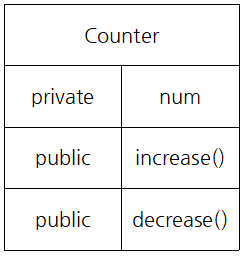 Counter
private num
public increase()
public decrease()